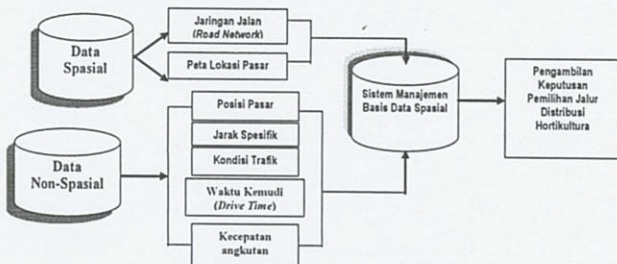 Data
Spasial
Jaringan Jalan
(Road Network)
Peta Lokasi Pasar
Sistem Manajemen
Basis Data Spasial
Pengambilan
Keputusan
Pemilihan Jalur
Distribusi
Hortikultura
Data
Non-Spasial
Posisi Pasar
Jarak Spesifik
Kondisi Trafik
Waktu Kemudi
(Drive Time)
Kecepatan
angkutan